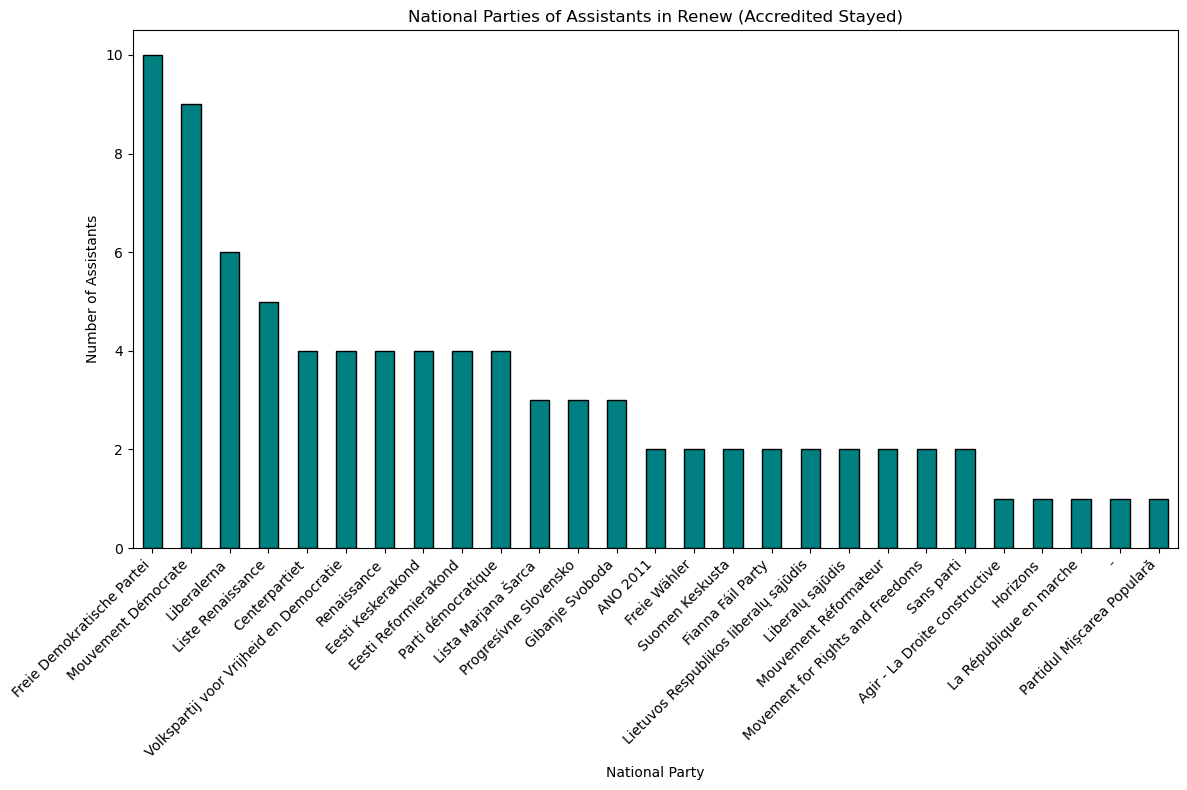 National Parties of Assistants in Renew (Accredited Stayed)
Number of Assistants
10
8
6
4
2
0
Freie Demokratische Partei
Mouvement Démocrate
Liberalerna
Liste Renaissance
Centerpartiet
Volkspartij voor Vrijheid en Democratie
Renaissance
Eesti Keskerakond
Eesti Reformierakond
Parti démocratique
Lista Marjana Šarca
Progresívne Slovensko
Gibanje Svoboda
ANO 2011
Freie Wähler
Suomen Keskusta
Fianna Fáil Party
Lietuvos Respublikos liberalų sąjūdis
Liberalų sąjūdis
Mouvement Réformateur
Movement for Rights and Freedoms
Sans parti
Agir - La Droite constructive
Horizons
La République en marche
-
Partidul Mișcarea Populară
National Party